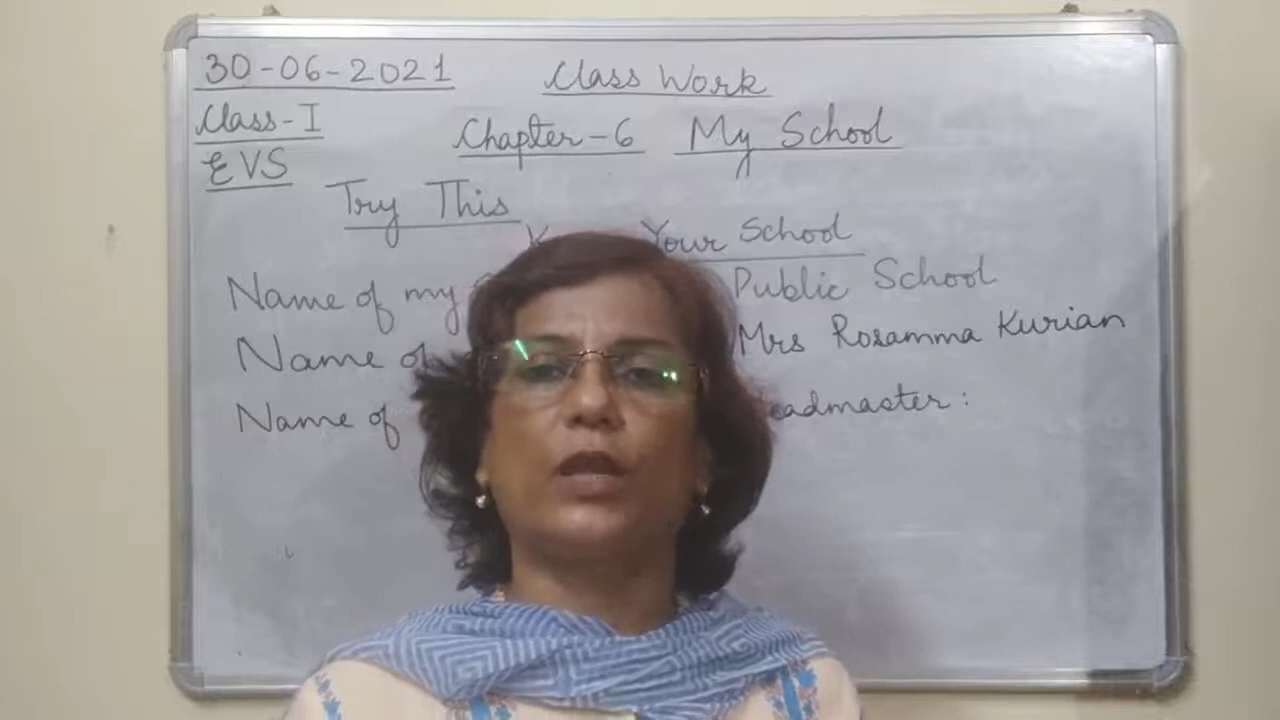 30-06-2021 Class Work
Class-I Chapter-6 My School
EVS
Try This
Your School
Name of my Public School
Name of Mrs Rosamma Kurian
Name of eadmaster: